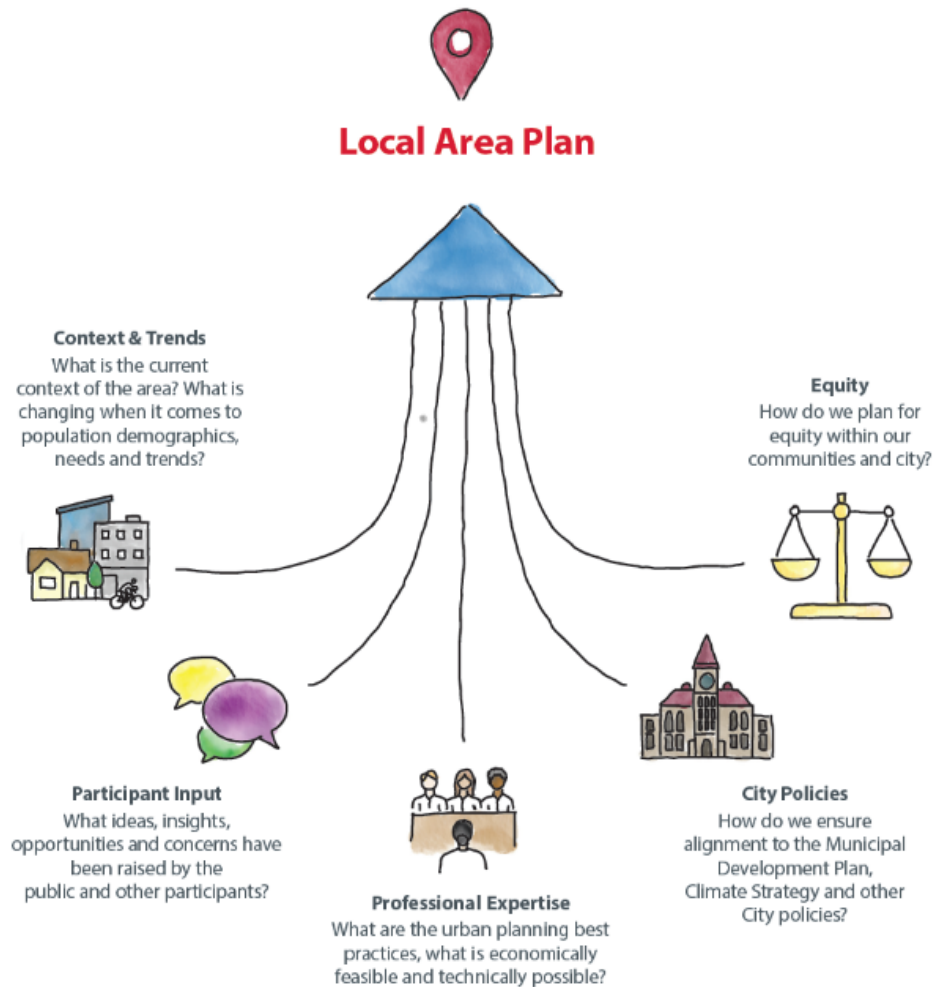 Local Area Plan
Context & Trends
What is the current
context of the area? What is
changing when it comes to
population demographics,
needs and trends?
Equity
How do we plan for
equity within our
communities and city?
Participant Input
What ideas, insights,
opportunities and concerns have
been raised by the
public and other participants?
Professional Expertise
What are the urban planning best
practices, what is economically
feasible and technically possible?
City Policies
How do we ensure
alignment to the Municipal
Development Plan,
Climate Strategy and other
City policies?